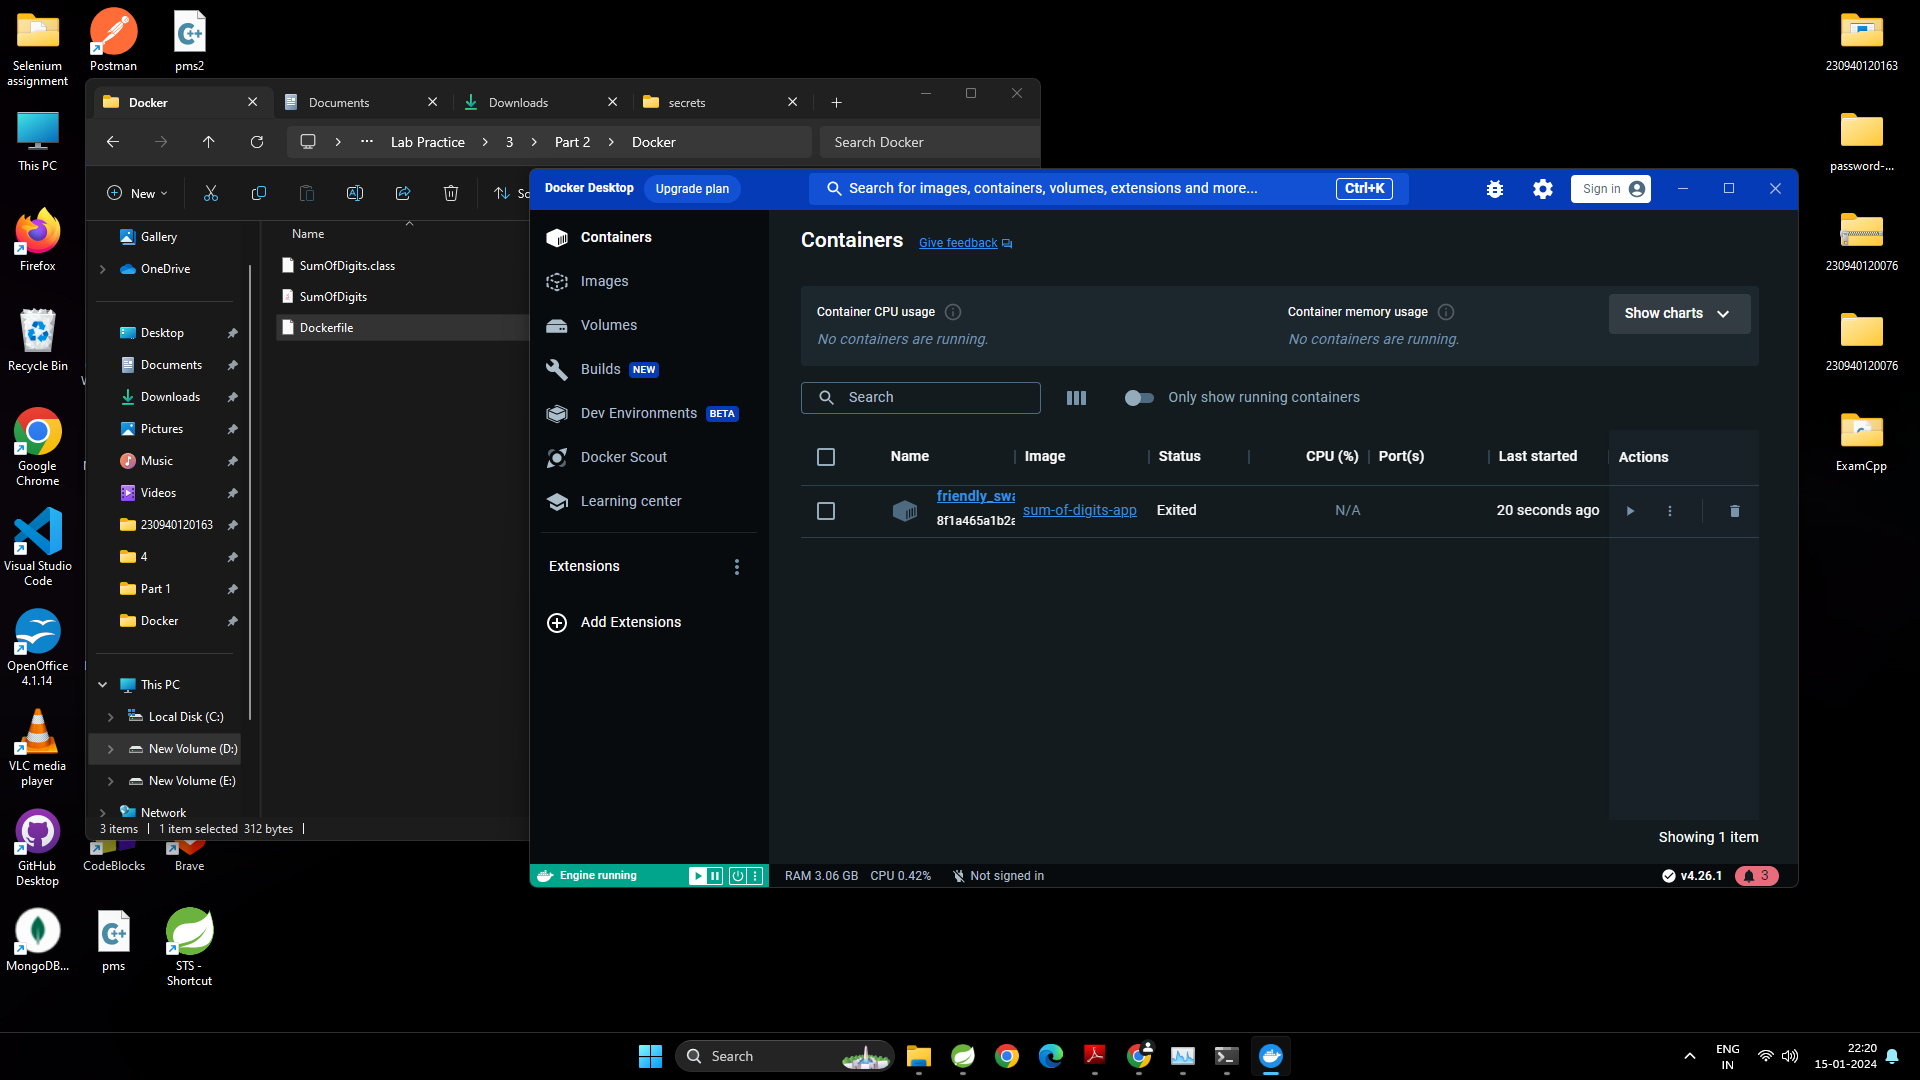 Selenium
assignment
Postman
pms2
This PC
Firefox
Recycle Bin
Google
Chrome
Visual Studio
Code
OpenOffice
4.1.14
VLC media
player
GitHub
Desktop
CodeBlocks
Brave
MongoDB...
pms
STS -
Shortcut
Docker
Documents
Downloads
secrets
Lab Practice
3
Part 2
Docker
Search Docker
New
So
Gallery
OneDrive
Desktop
Documents
Downloads
Pictures
Music
Videos
230940120163
4
Part 1
Docker
This PC
Local Disk (C:)
New Volume (D:)
New Volume (E:)
Network
Name
SumOfDigits.class
SumOfDigits
Dockerfile
3 items
1 item selected 312 bytes
Docker Desktop
Upgrade plan
Search for images, containers, volumes, extensions and more...
Ctrl+K
Sign in
Containers
Images
Volumes
Builds NEW
Dev Environments BETA
Docker Scout
Learning center
Extensions
Add Extensions
Containers
Give feedback
Container CPU usage
No containers are running.
Container memory usage
No containers are running.
Show charts
Search
Only show running containers
Name Image Status CPU (%) Port(s) Last started Actions
friendly_swa
8f1a465a1b2a
sum-of-digits-app
Exited
N/A
20 seconds ago
Showing 1 item
Engine running
RAM 3.06 GB CPU 0.42%
Not signed in
v4.26.1
3
230940120163
password-...
230940120076
230940120076
ExamCpp
Search
ENG
IN
22:20
15-01-2024